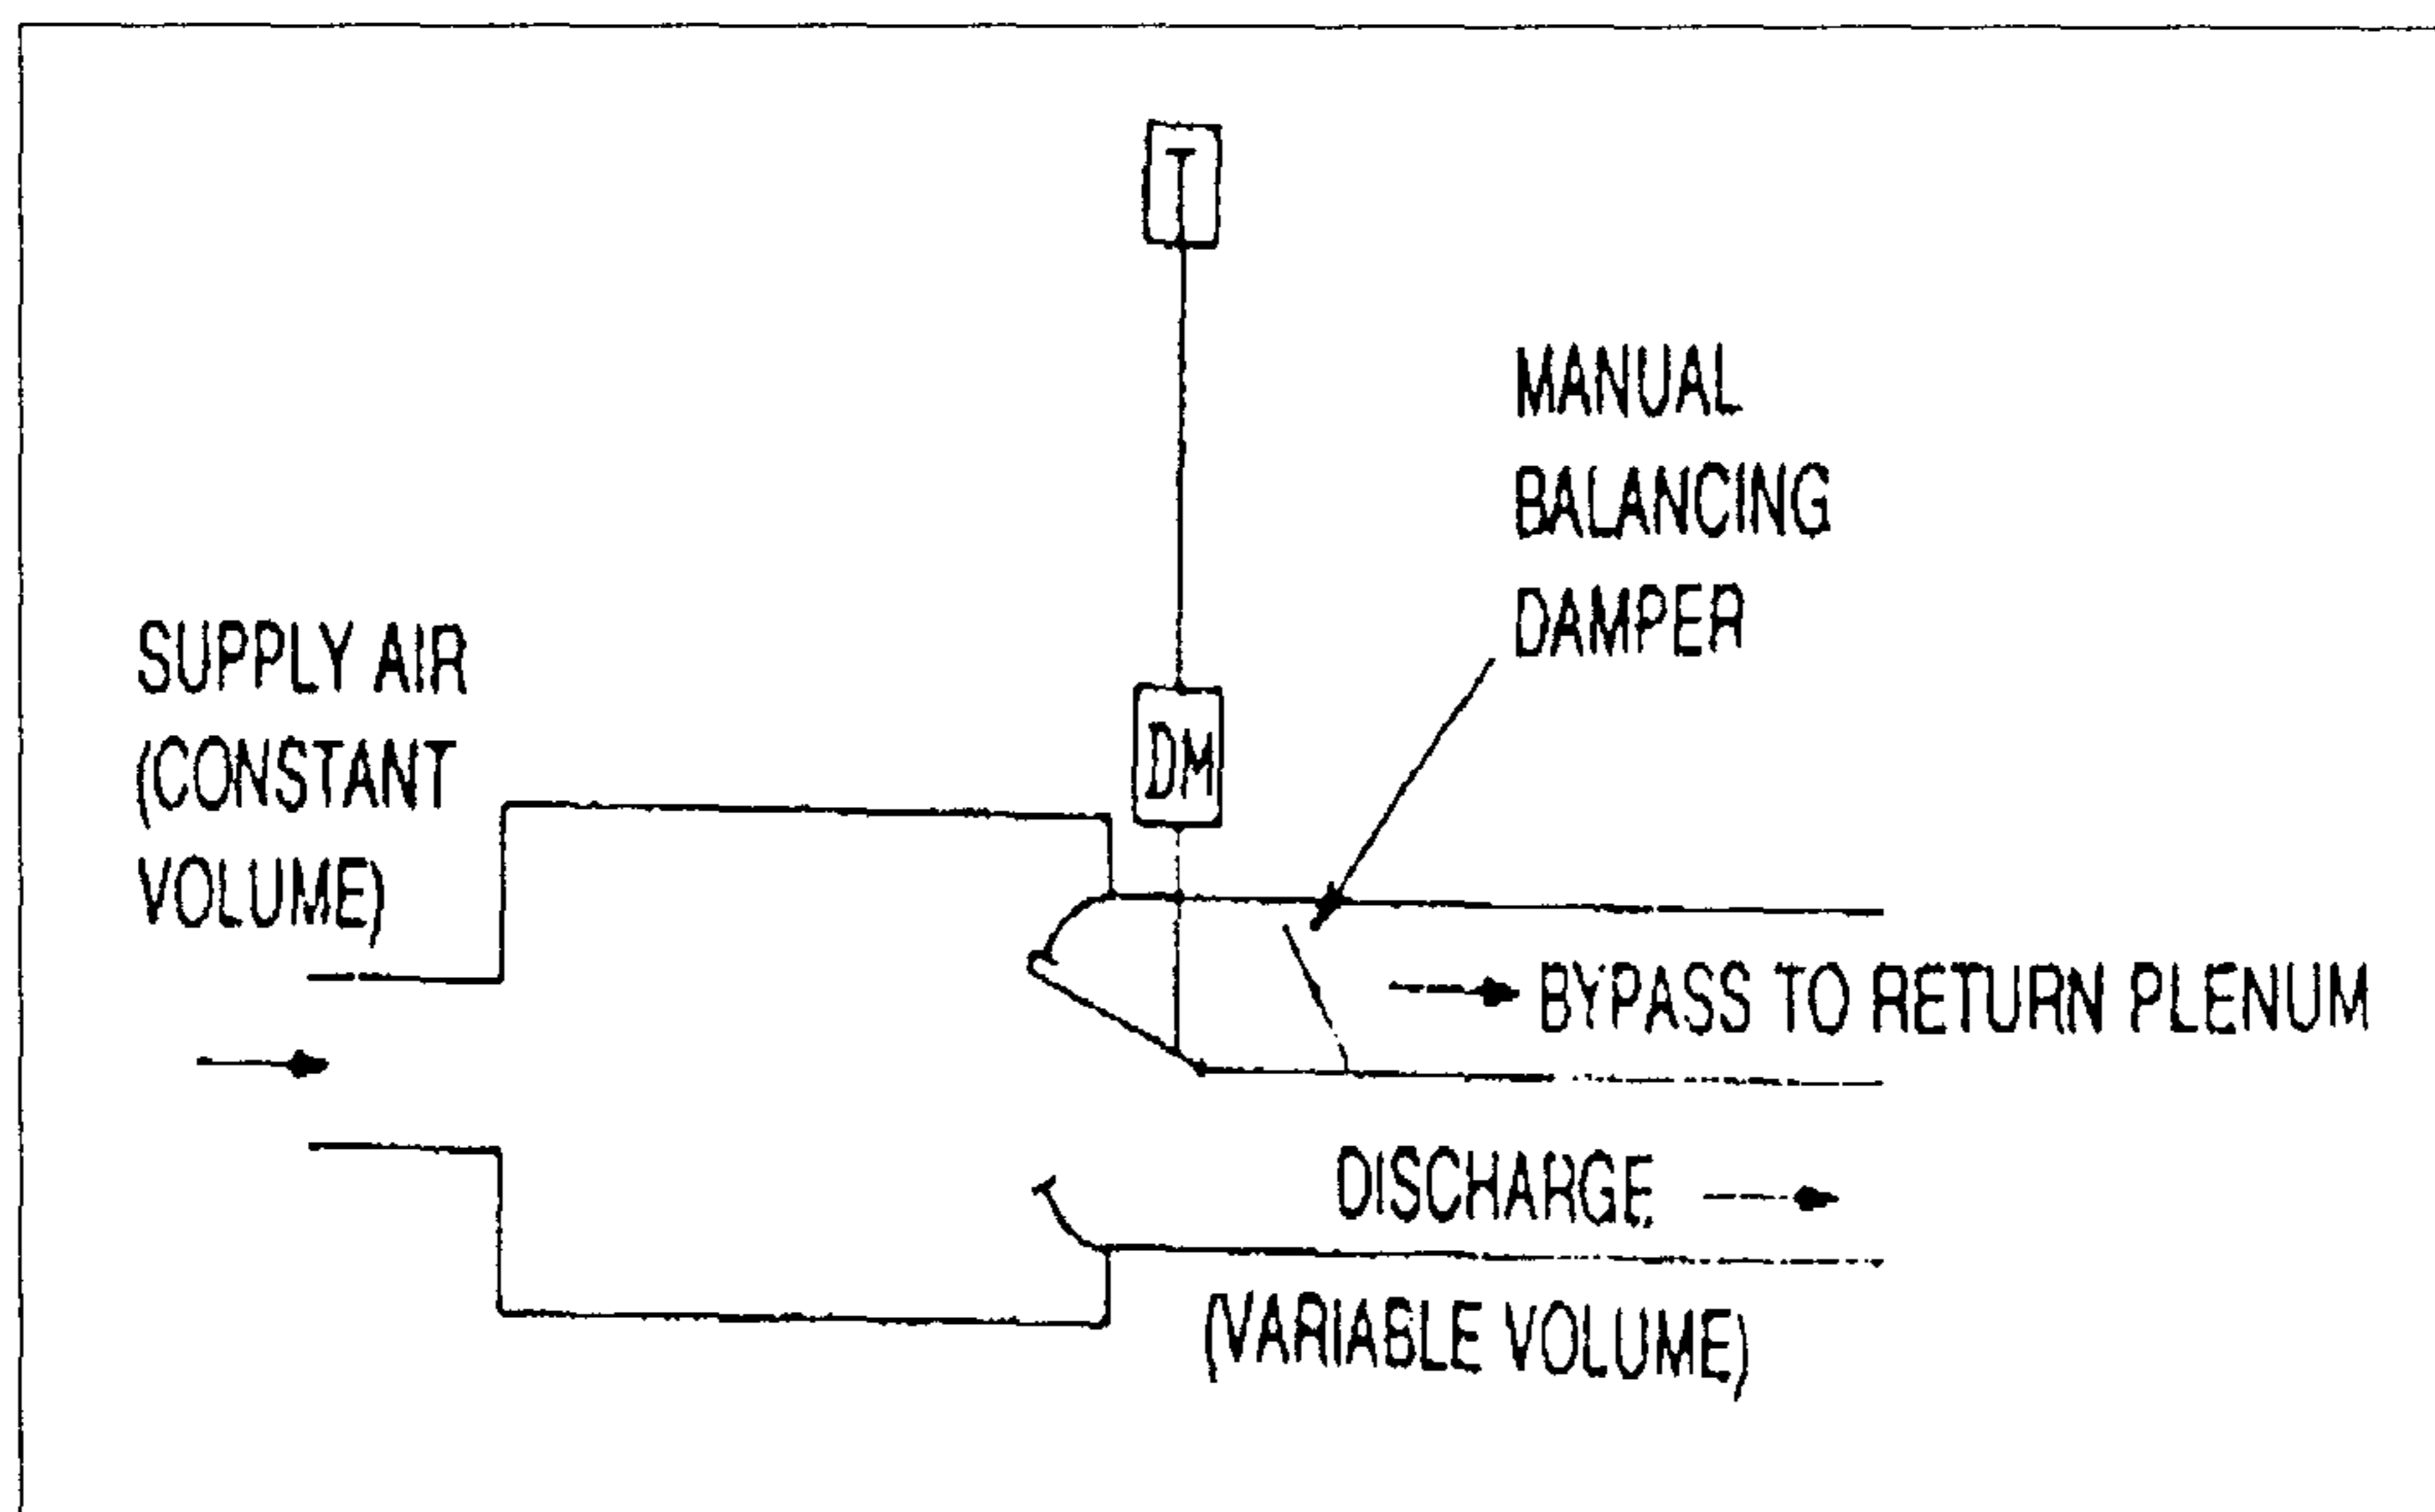 T
MANUAL
BALANCING
DAMPER
SUPPLY AIR
(CONSTANT
VOLUME)
DM
BYPASS TO RETURN PLENUM
DISCHARGE
(VARIABLE VOLUME)